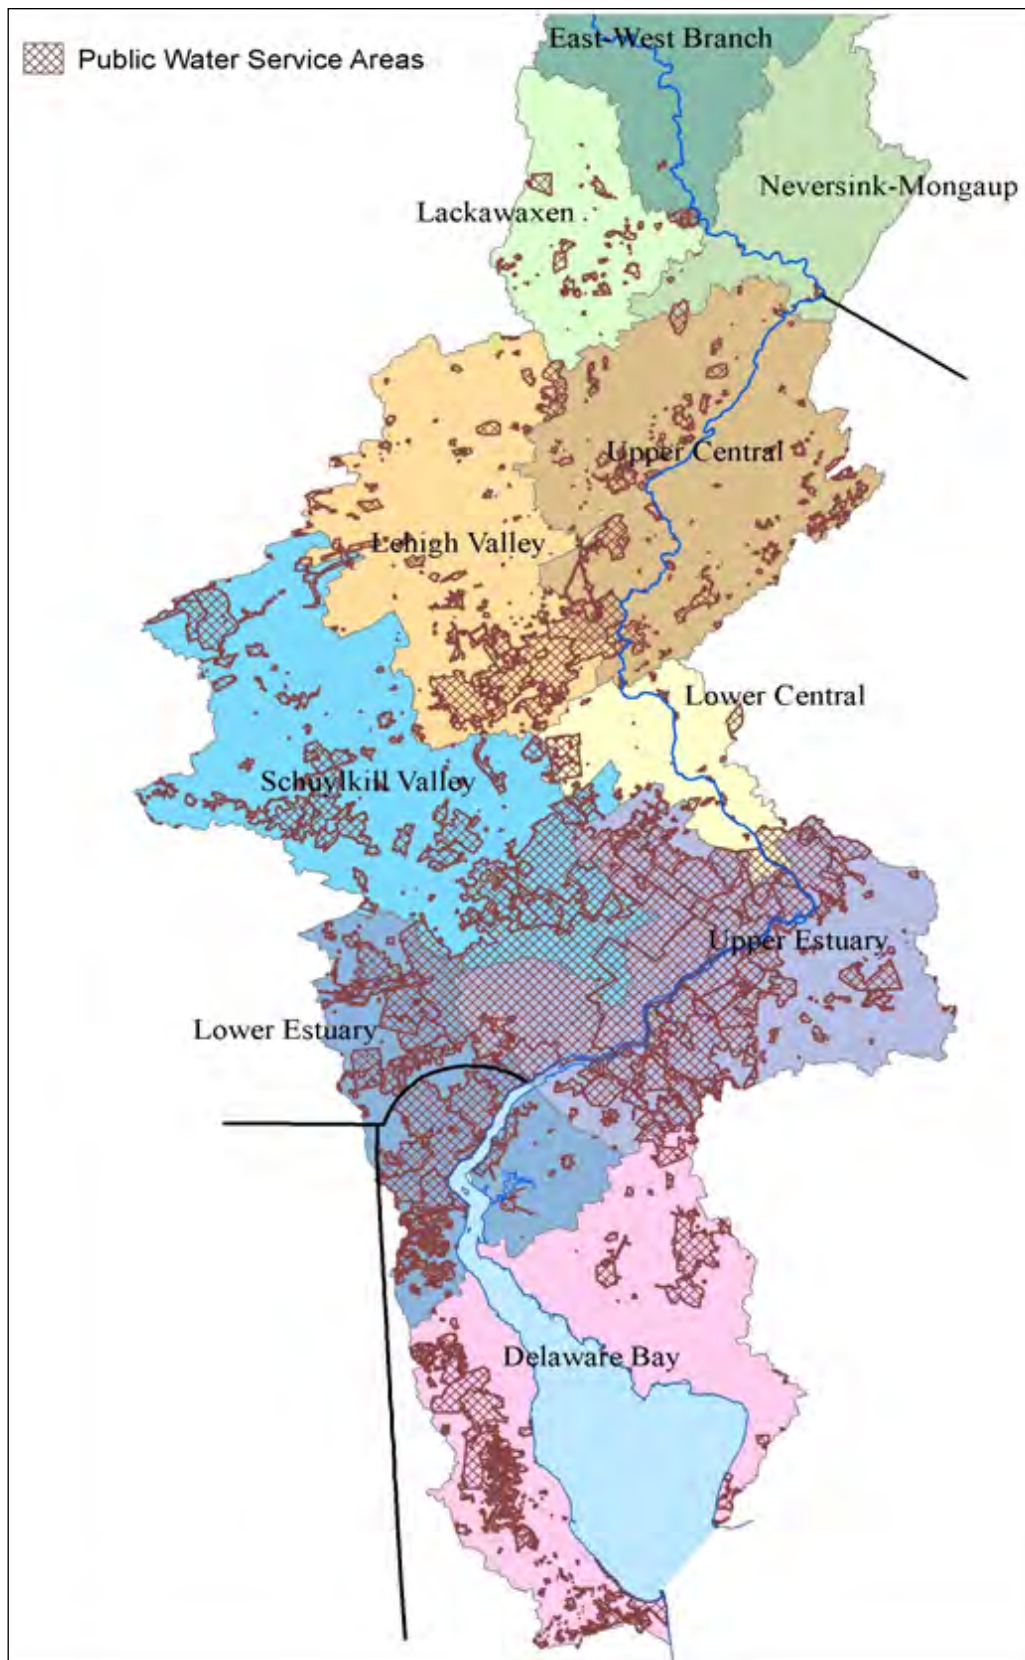 East-West Branch
Public Water Service Areas
Neversink-Mongaup
Lackawaxen
Upper Central
Lehigh Valley
Lower Central
Schuylkill Valley
Upper Estuary
Lower Estuary
Delaware Bay